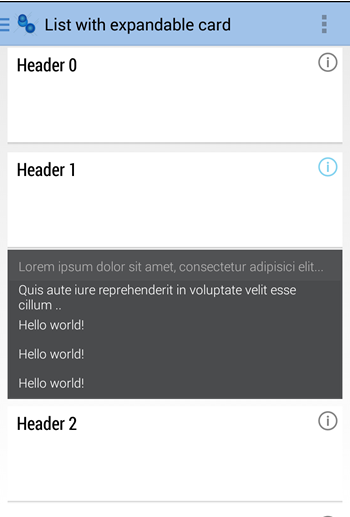 List with expandable card
Header 0
Header 1
Lorem ipsum dolor sit amet, consectetur adipisici elit...
Quis aute iure reprehenderit in voluptate velit esse
cillum ..
Hello world!
Hello world!
Hello world!
Header 2